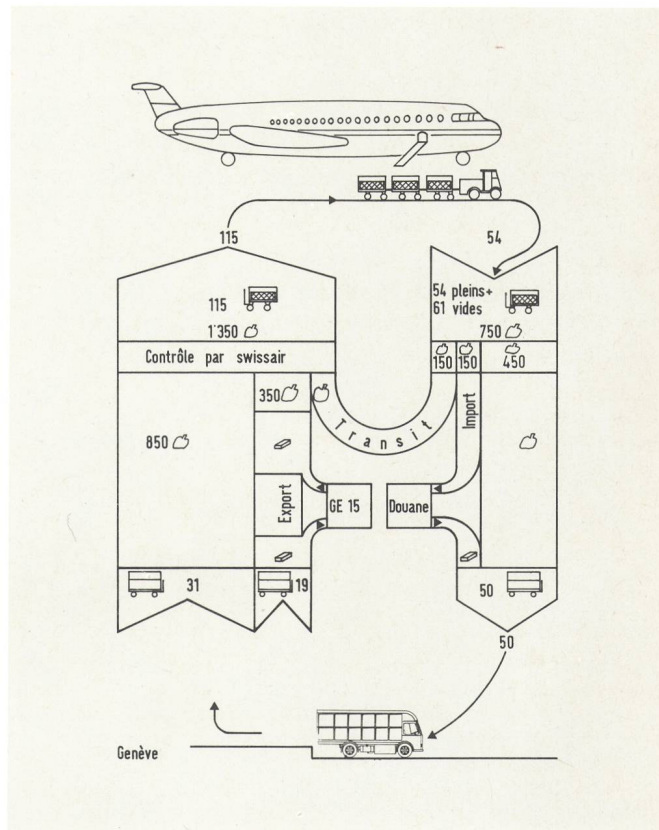 115
54
115
1'350
54 pleins+
61 vides
750
Contrôle par swissair
150
150
450
350
Transit
Import
850
Export
GE 15
Douane
31
19
50
50
Genève